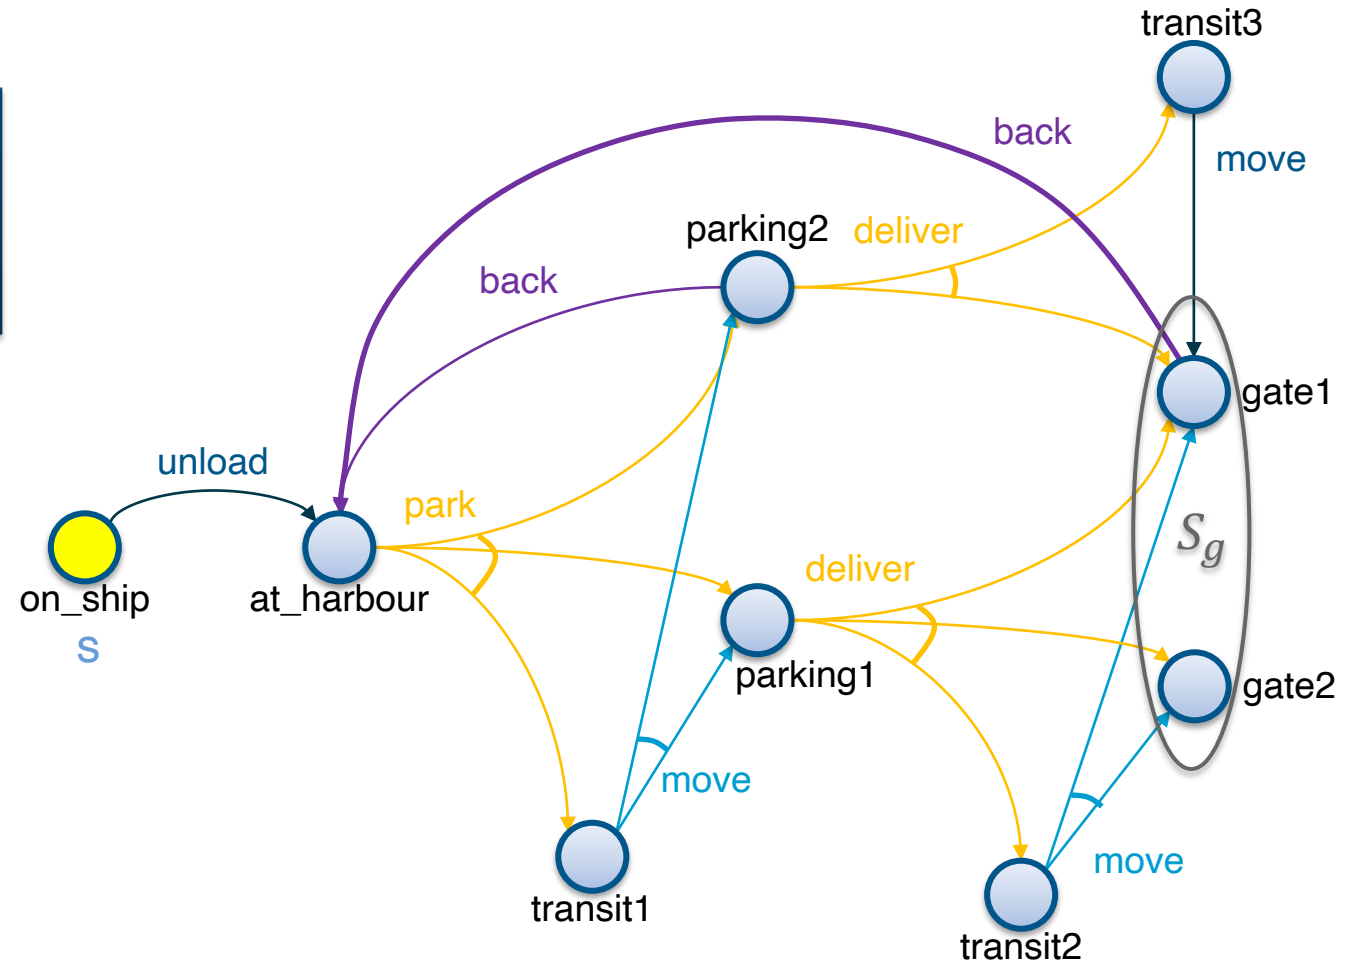 transit3
back
move
parking2
deliver
back
gate1
unload
park
S_g
deliver
on_ship
at_harbour
s
parking1
gate2
move
move
transit1
transit2